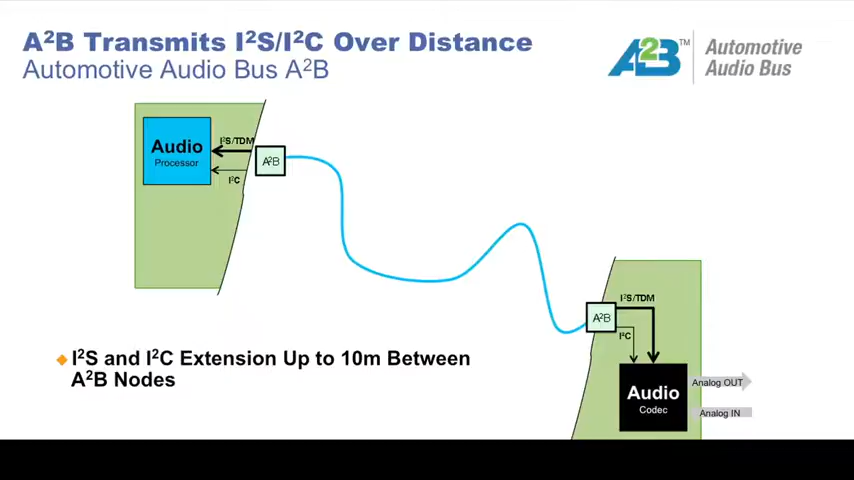 A²B Transmits I²S/I²C Over Distance
Automotive Audio Bus A²B
A²B™ Automotive
Audio Bus
Audio
Processor
I²S/TDM
I²C
A²B
A²B
I²S/TDM
I²C
I²S and I²C Extension Up to 10m Between
A²B Nodes
Audio
Codec
Analog OUT
Analog IN